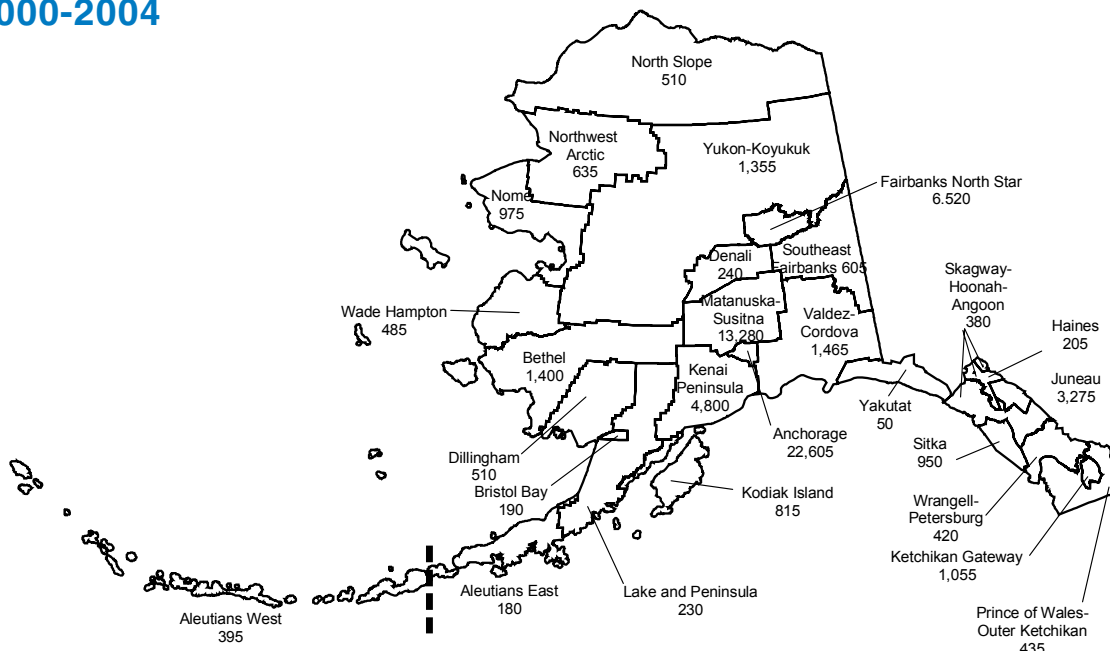 000-2004
North Slope
510
Northwest
Arctic
635
Yukon-Koyukuk
1,355
Nome
975
Fairbanks North Star
6.520
Denali
240
Southeast
Fairbanks 605
Skagway-
Hoonah-
Angoon
380
Wade Hampton
485
Matanuska-
Susitna
13,280
Valdez-
Cordova
1,465
Haines
205
Juneau
3,275
Bethel
1,400
Kenai
Peninsula
4,800
Yakutat
50
Anchorage
22,605
Sitka
950
Dillingham
510
Bristol Bay
190
Kodiak Island
815
Wrangell-
Petersburg
420
Ketchikan Gateway
1,055
Aleutians East
180
Lake and Peninsula
230
Aleutians West
395
Prince of Wales-
Outer Ketchikan
435